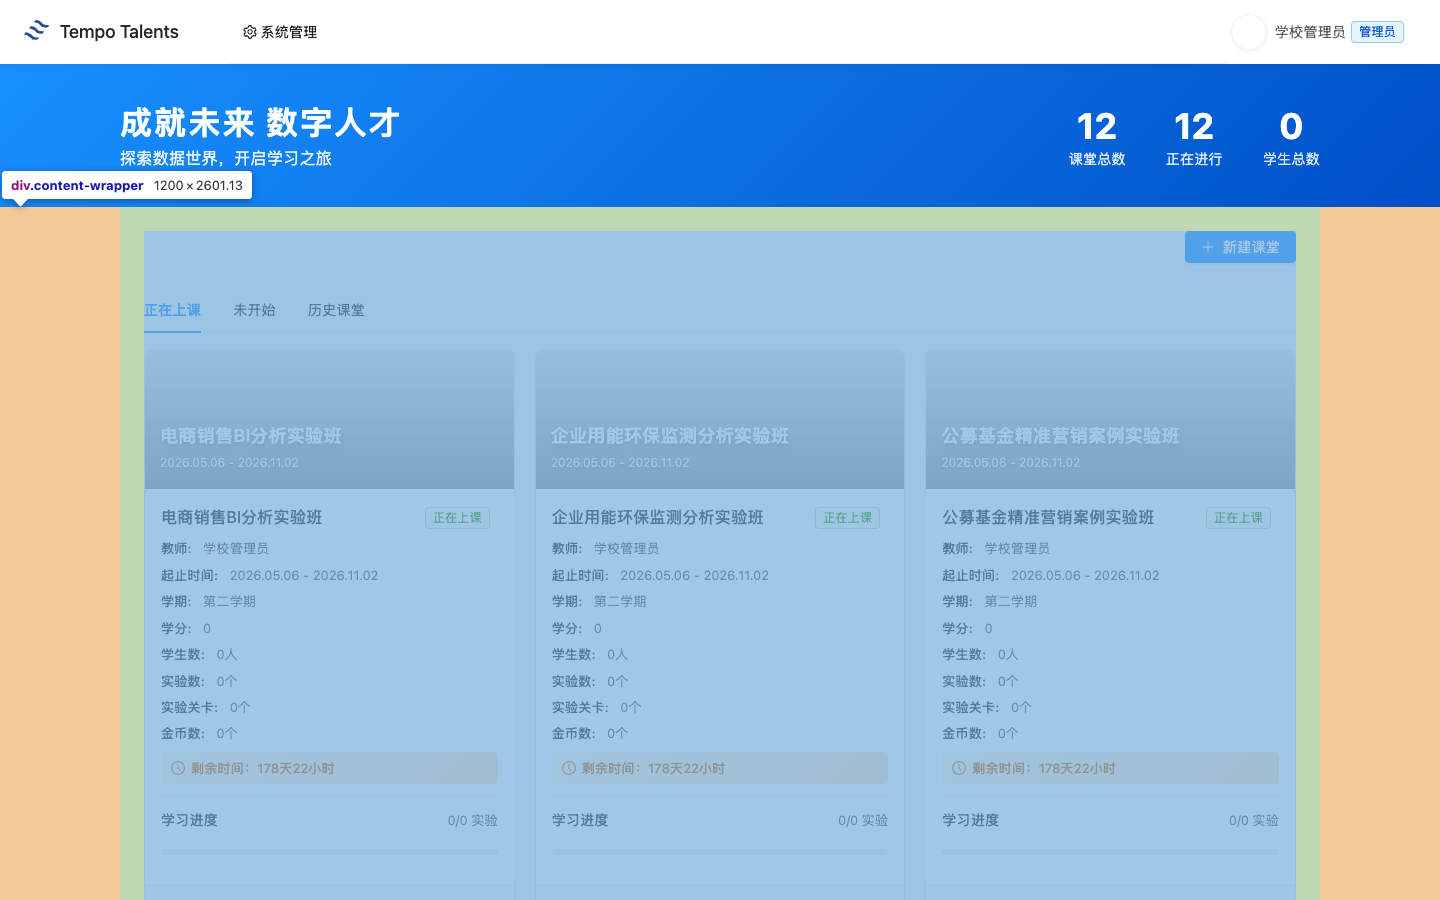 Tempo Talents
系统管理
学校管理员 管理员
成就未来 数字人才
探索数据世界，开启学习之旅
12 12 0
课堂总数 正在进行 学生总数
div.content-wrapper 1200 × 2601.13
新建课堂
正在上课 未开始 历史课堂
电商销售BI分析实验班
2026.05.06 - 2026.11.02
电商销售BI分析实验班 正在上课
教师: 学校管理员
起止时间: 2026.05.06 - 2026.11.02
学期: 第二学期
学分: 0
学生数: 0人
实验数: 0个
实验关卡: 0个
金币数: 0个
剩余时间: 178天22小时
学习进度 0/0 实验
企业用能环保监测分析实验班
2026.05.06 - 2026.11.02
企业用能环保监测分析实验班 正在上课
教师: 学校管理员
起止时间: 2026.05.06 - 2026.11.02
学期: 第二学期
学分: 0
学生数: 0人
实验数: 0个
实验关卡: 0个
金币数: 0个
剩余时间: 178天22小时
学习进度 0/0 实验
公募基金精准营销案例实验班
2026.05.06 - 2026.11.02
公募基金精准营销案例实验班 正在上课
教师: 学校管理员
起止时间: 2026.05.06 - 2026.11.02
学期: 第二学期
学分: 0
学生数: 0人
实验数: 0个
实验关卡: 0个
金币数: 0个
剩余时间: 178天22小时
学习进度 0/0 实验